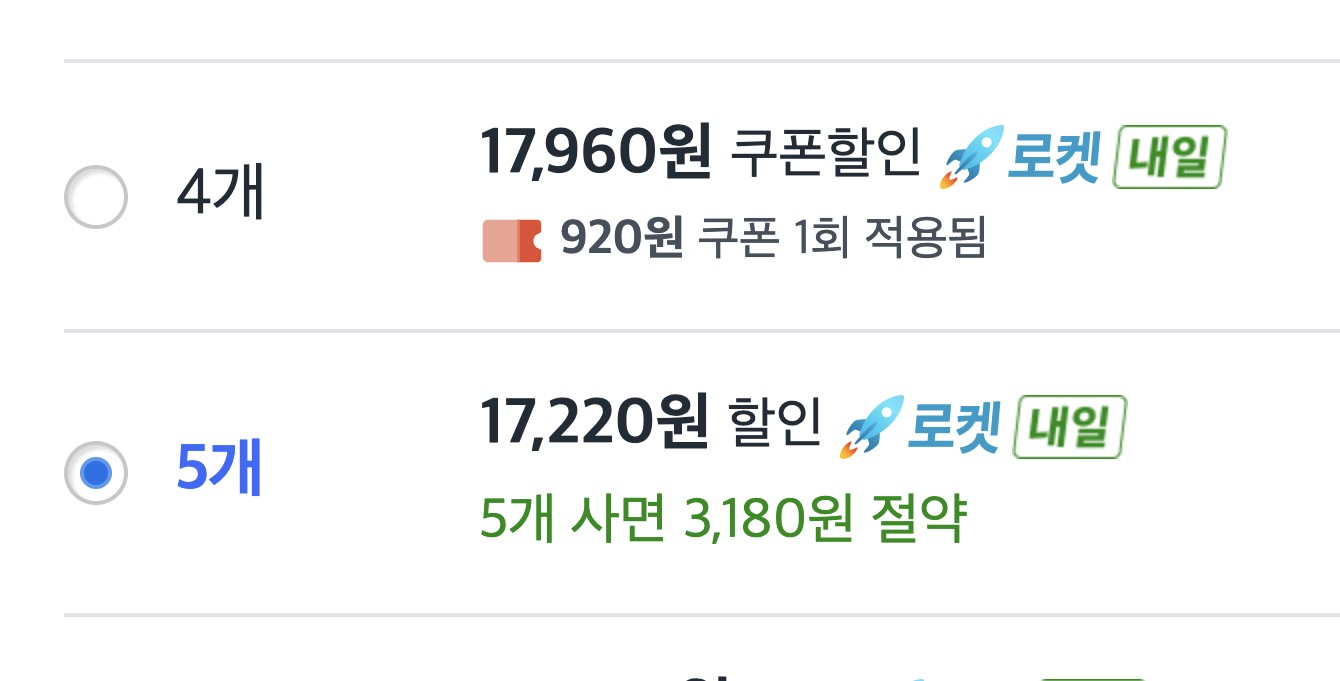 4개
17,960원 쿠폰할인 로켓 내일
920원 쿠폰 1회 적용됨
5개
17,220원 할인 로켓 내일
5개 사면 3,180원 절약